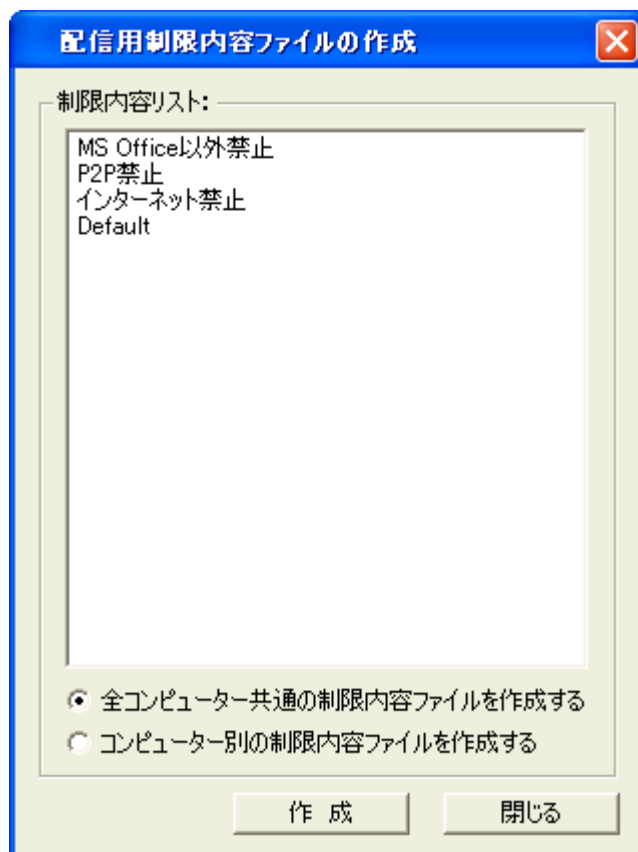 配信用制限内容ファイルの作成
制限内容リスト:
MS Office以外禁止
P2P禁止
インターネット禁止
Default
全コンピューター共通の制限内容ファイルを作成する
コンピューター別の制限内容ファイルを作成する
作 成
閉じる